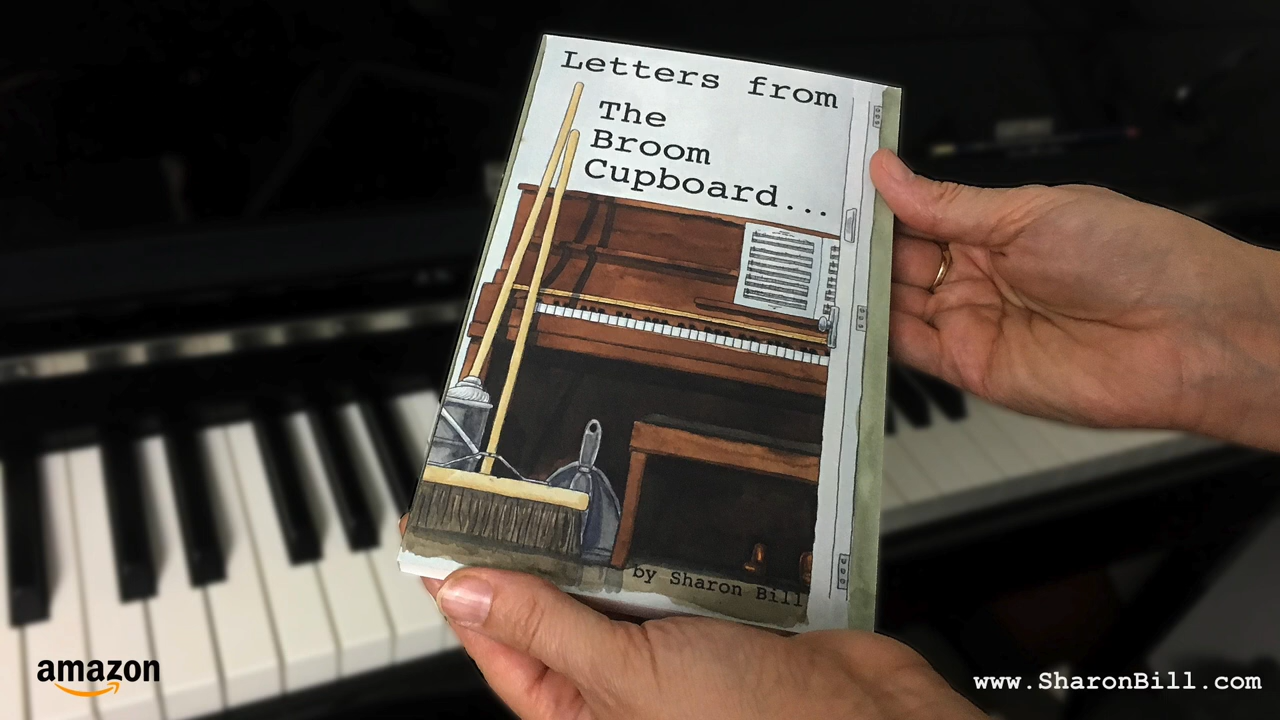 Letters from
The
Broom
Cupboard...
by Sharon Bill
amazon
www.SharonBill.com